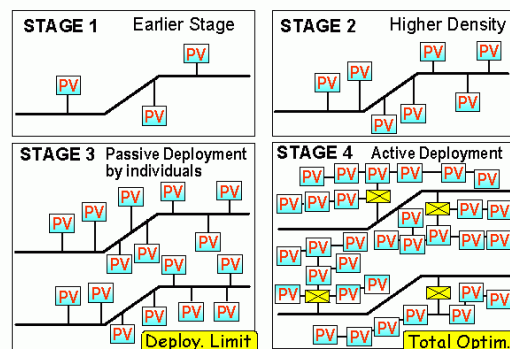 STAGE 1 Earlier Stage
PV
PV
PV
STAGE 2 Higher Density
PV PV
PV PV
PV
PV
PV
STAGE 3 Passive Deployment
by individuals
PV PV
PV
PV
PV PV
PV
PV
PV
PV PV
PV PV
PV
PV
Deploy. Limit
STAGE 4 Active Deployment
PV PV PV PV PV PV
PV PV PV PV PV PV
PV
PV PV PV PV PV
PV PV PV
PV
PV PV PV
PV PV
PV PV
PV PV
PV PV
PV PV
Total Optim.